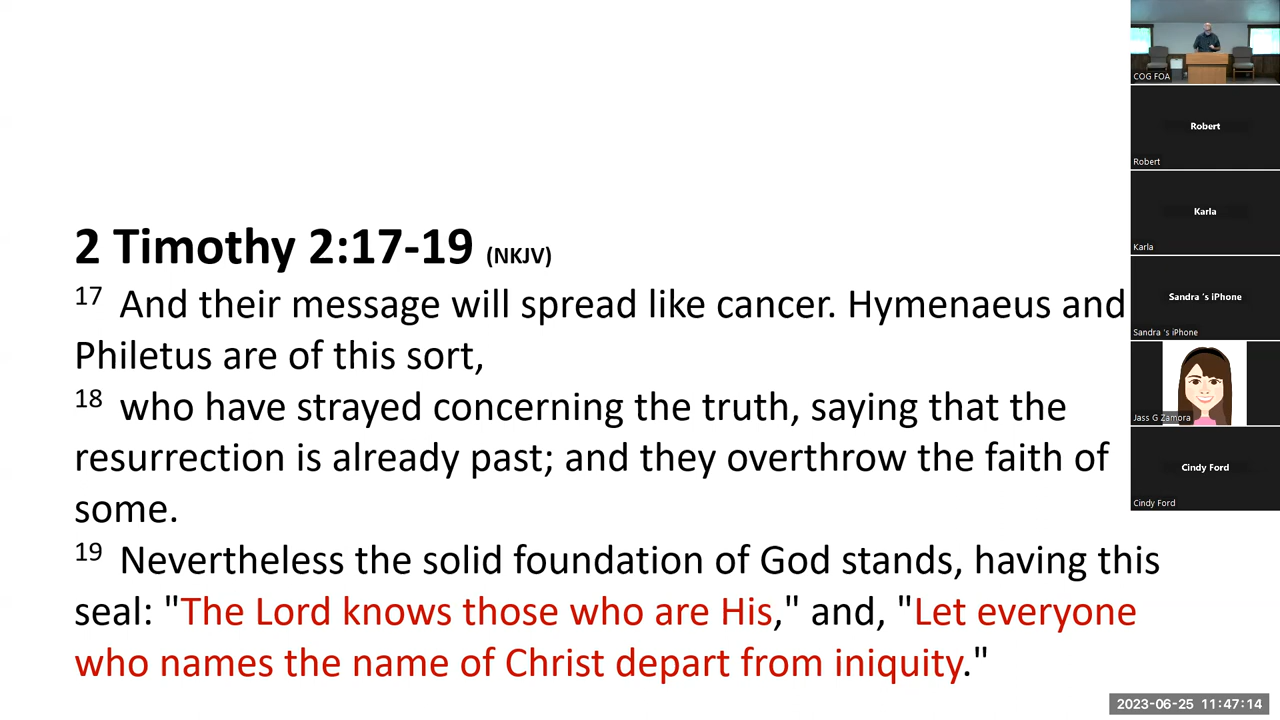 2 Timothy 2:17-19 (NKJV)
17 And their message will spread like cancer. Hymenaeus and
Philetus are of this sort,
18 who have strayed concerning the truth, saying that the
resurrection is already past; and they overthrow the faith of
some.
19 Nevertheless the solid foundation of God stands, having this
seal: "The Lord knows those who are His," and, "Let everyone
who names the name of Christ depart from iniquity."
COG FOA
Robert
Robert
Karla
Karla
Sandra 's iPhone
Sandra 's iPhone
Jass G Zamora
Cindy Ford
Cindy Ford
2023-06-25 11:47:14